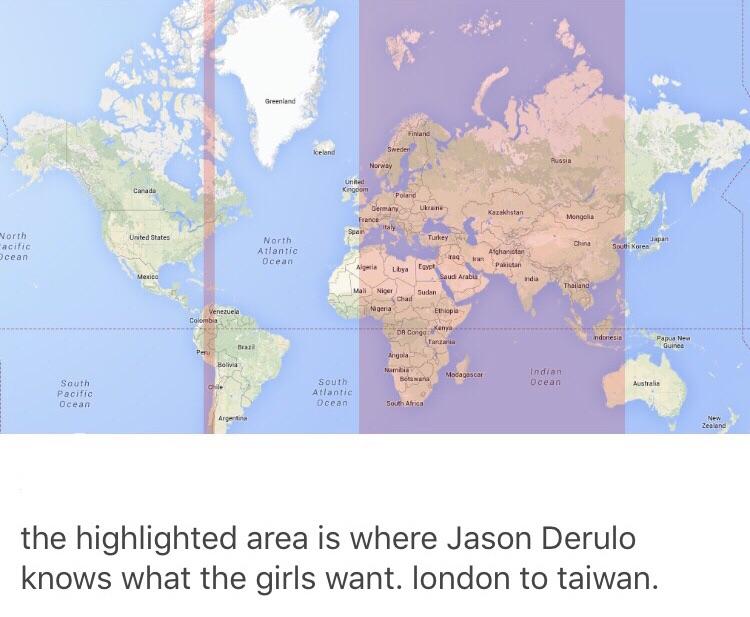 Greenland
Iceland
Finland
Sweden
Norway
Russia
Canada
United
Kingdom
Poland
Germany
Ukraine
France
Italy
Spain
Kazakhstan
Mongolia
North
Pacific
Ocean
United States
North
Atlantic
Ocean
Turkey
Afghanistan
China
South Korea
Japan
Iraq
Iran
Pakistan
Algeria
Libya
Egypt
Saudi Arabia
India
Mexico
Mali
Niger
Sudan
Chad
Thailand
Nigeria
Ethiopia
Venezuela
Colombia
DR Congo
Kenya
Tanzania
Indonesia
Papua New
Guinea
Peru
Brazil
Bolivia
Angola
Namibia
Botswana
Madagascar
Indian
Ocean
South
Pacific
Ocean
Chile
South
Atlantic
Ocean
Australia
South Africa
Argentina
New
Zealand
the highlighted area is where Jason Derulo
knows what the girls want. london to taiwan.